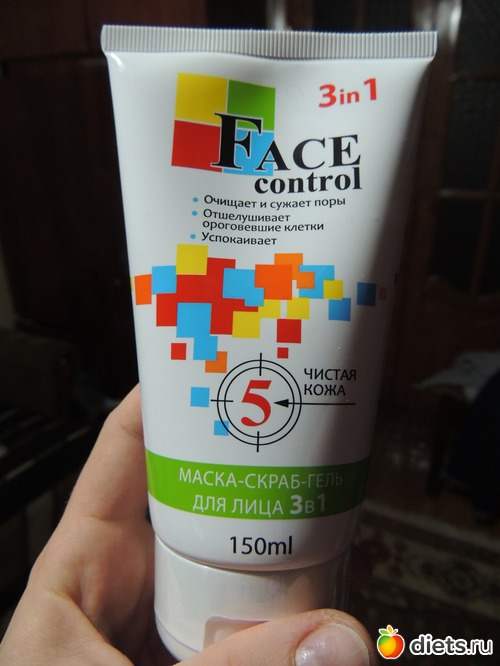 3in1
FACE
control
• Очищает и сужает поры
• Отшелушивает
ороговевшие клетки
• Успокаивает
ЧИСТАЯ
КОЖА
5
МАСКА-СКРАБ-ГЕЛЬ
ДЛЯ ЛИЦА 3в1
150ml
diets.ru